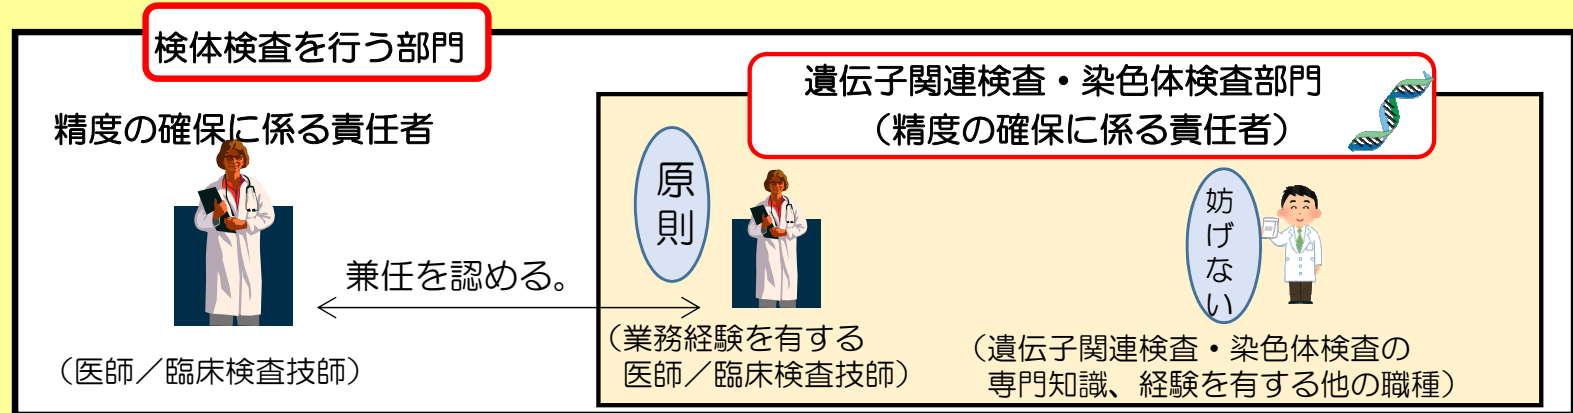 検体検査を行う部門
精度の確保に係る責任者
（医師／臨床検査技師）
兼任を認める。
遺伝子関連検査・染色体検査部門
（精度の確保に係る責任者）
原則
（業務経験を有する
医師／臨床検査技師）
妨げない
（遺伝子関連検査・染色体検査の
専門知識、経験を有する他の職種）